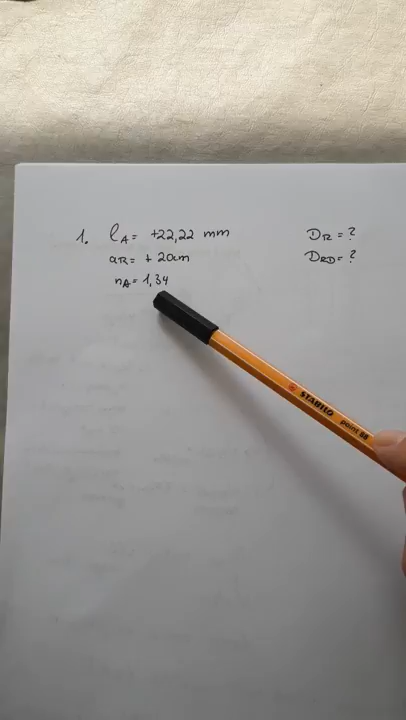 1. lA = +22,22 mm DR = ?
aR = + 20cm DRD = ?
nA = 1,34
STABILO point 88